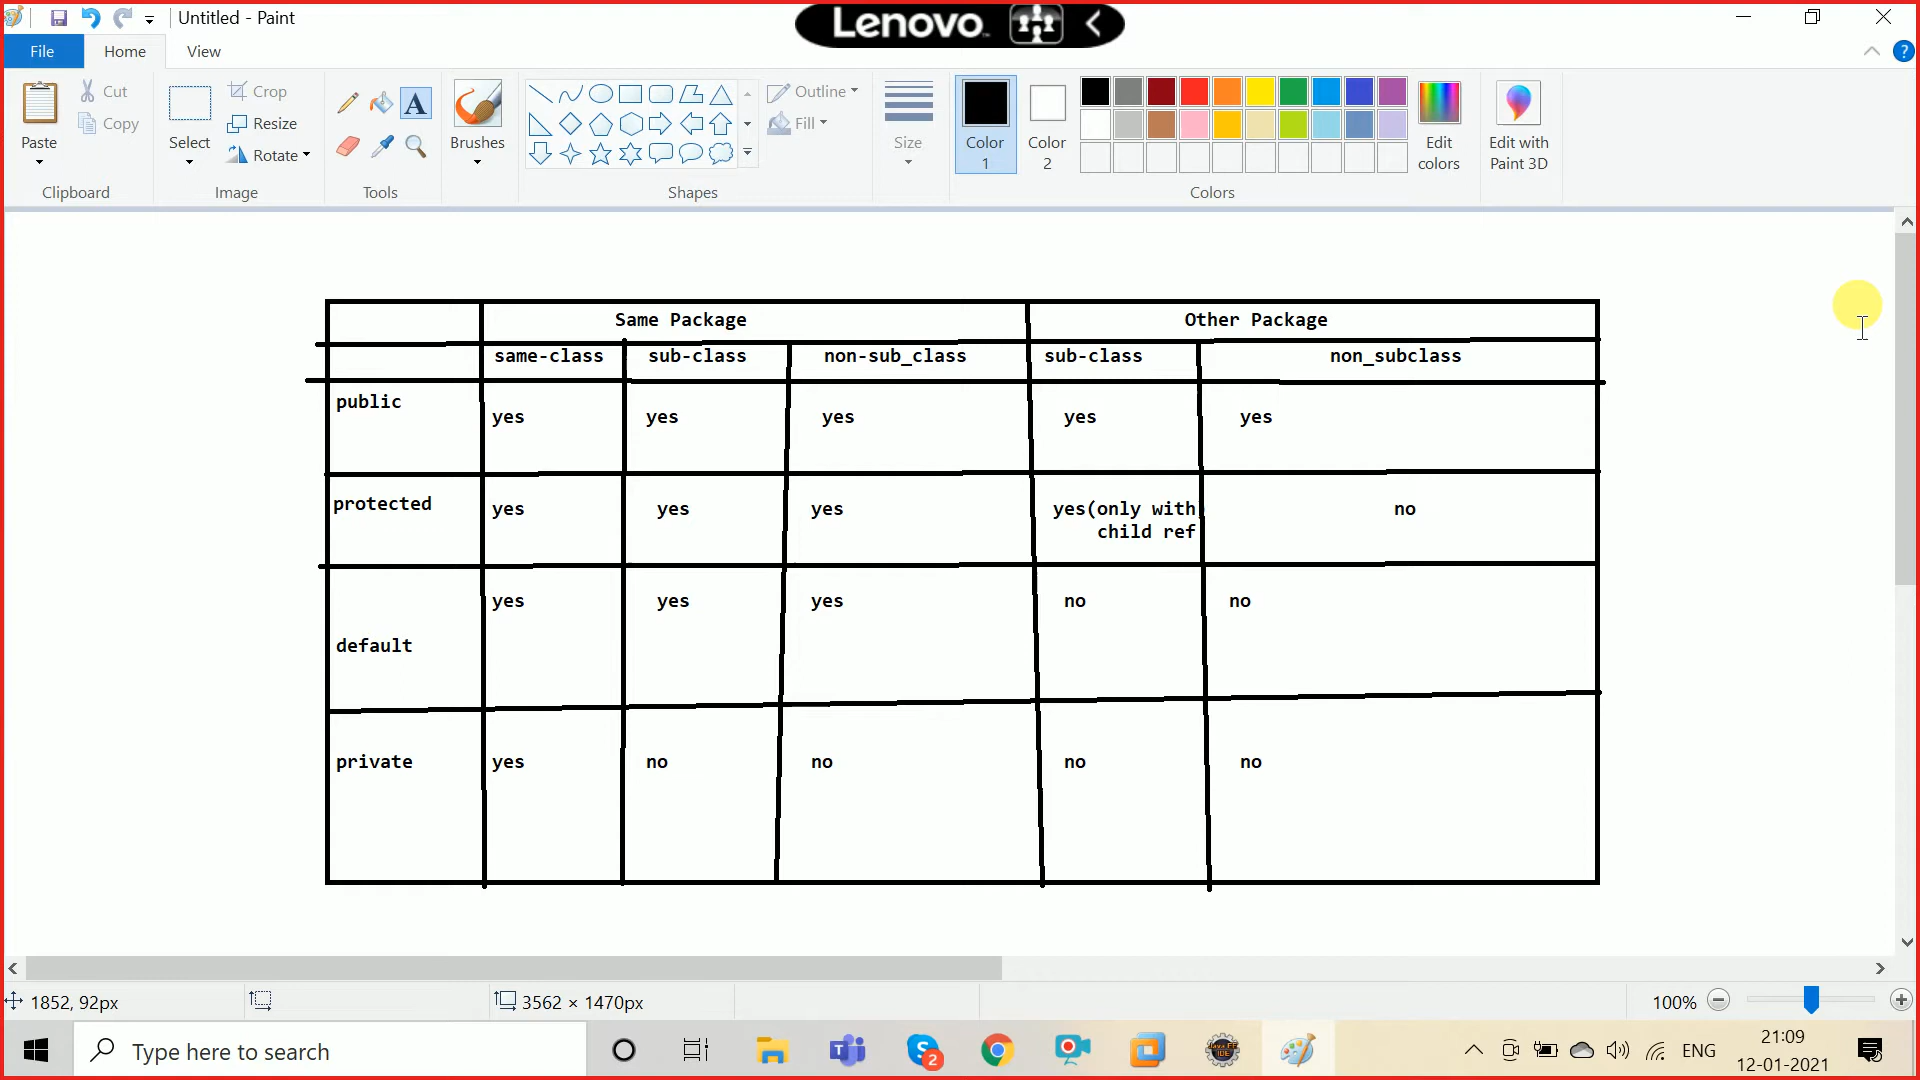 Untitled - Paint
Lenovo
File Home View
Paste
Cut
Copy
Clipboard
Select
Crop
Resize
Rotate
Image
A
Tools
Brushes
Shapes
Outline
Fill
Size
Color 1
Color 2
Colors
Edit colors
Edit with Paint 3D
?
Same Package Other Package
same-class sub-class non-sub_class sub-class non_subclass
public yes yes yes yes yes
protected yes yes yes yes(only with no
child ref
yes yes yes no no
default
private yes no no no no
1852, 92px 3562 × 1470px 100%
Type here to search
2
ENG
21:09
12-01-2021